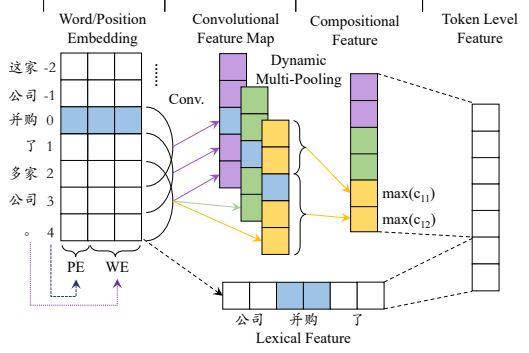 Word/Position
Embedding
Convolutional
Feature Map
Compositional
Feature
Token Level
Feature
Dynamic
Multi-Pooling
Conv.
这家 -2
公司 -1
并购 0
了 1
多家 2
公司 3
。 4
max(c11)
max(c12)
PE WE
公司 并购 了
Lexical Feature